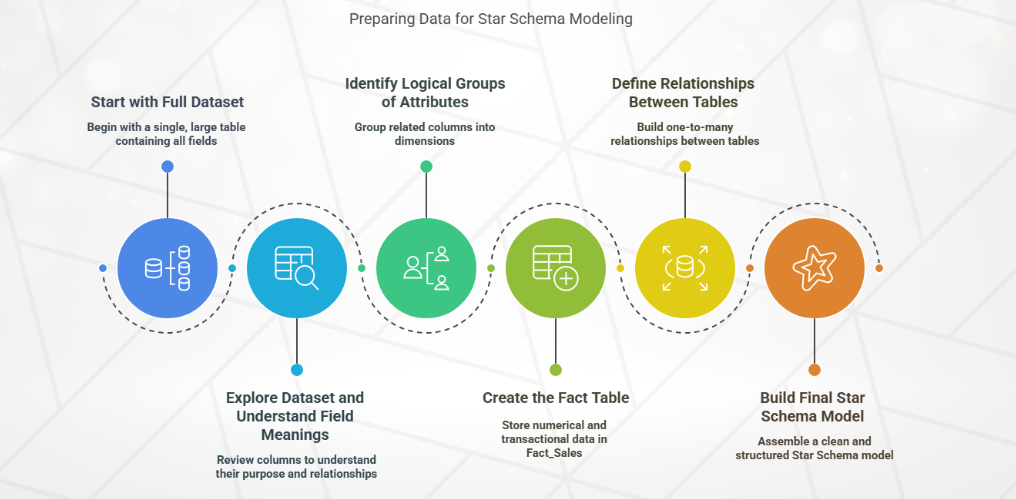 Preparing Data for Star Schema Modeling
Start with Full Dataset
Begin with a single, large table
containing all fields
Explore Dataset and
Understand Field
Meanings
Review columns to understand
their purpose and relationships
Identify Logical Groups
of Attributes
Group related columns into
dimensions
Create the Fact Table
Store numerical and
transactional data in
Fact_Sales
Define Relationships
Between Tables
Build one-to-many
relationships between tables
Build Final Star
Schema Model
Assemble a clean and
structured Star Schema model